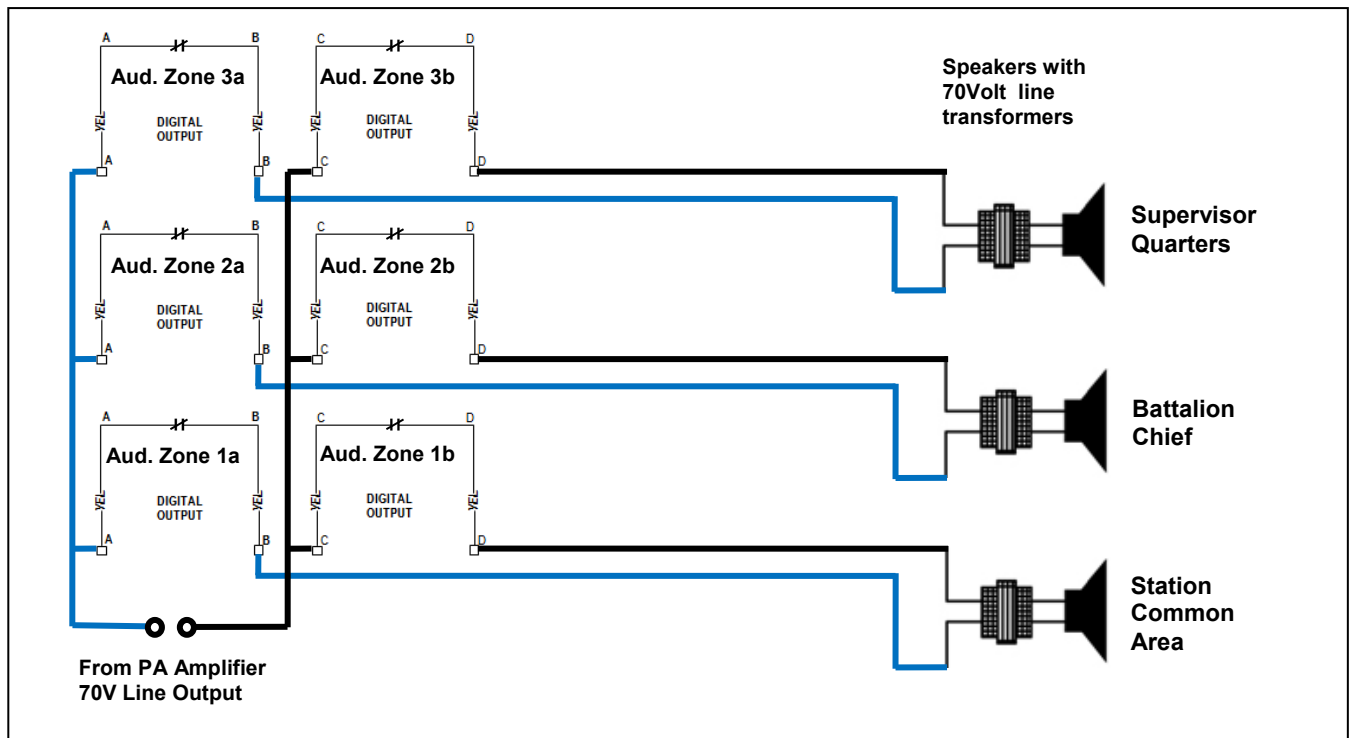 A B C D
Aud. Zone 3a
Aud. Zone 3b
YEL YEL YEL YEL
DIGITAL
OUTPUT
DIGITAL
OUTPUT
A B C D
Speakers with
70Volt line
transformers
Supervisor
Quarters
A B C D
Aud. Zone 2a
Aud. Zone 2b
YEL YEL YEL YEL
DIGITAL
OUTPUT
DIGITAL
OUTPUT
A B C D
Battalion
Chief
A B C D
Aud. Zone 1a
Aud. Zone 1b
YEL YEL YEL YEL
DIGITAL
OUTPUT
DIGITAL
OUTPUT
A B C D
Station
Common
Area
From PA Amplifier
70V Line Output